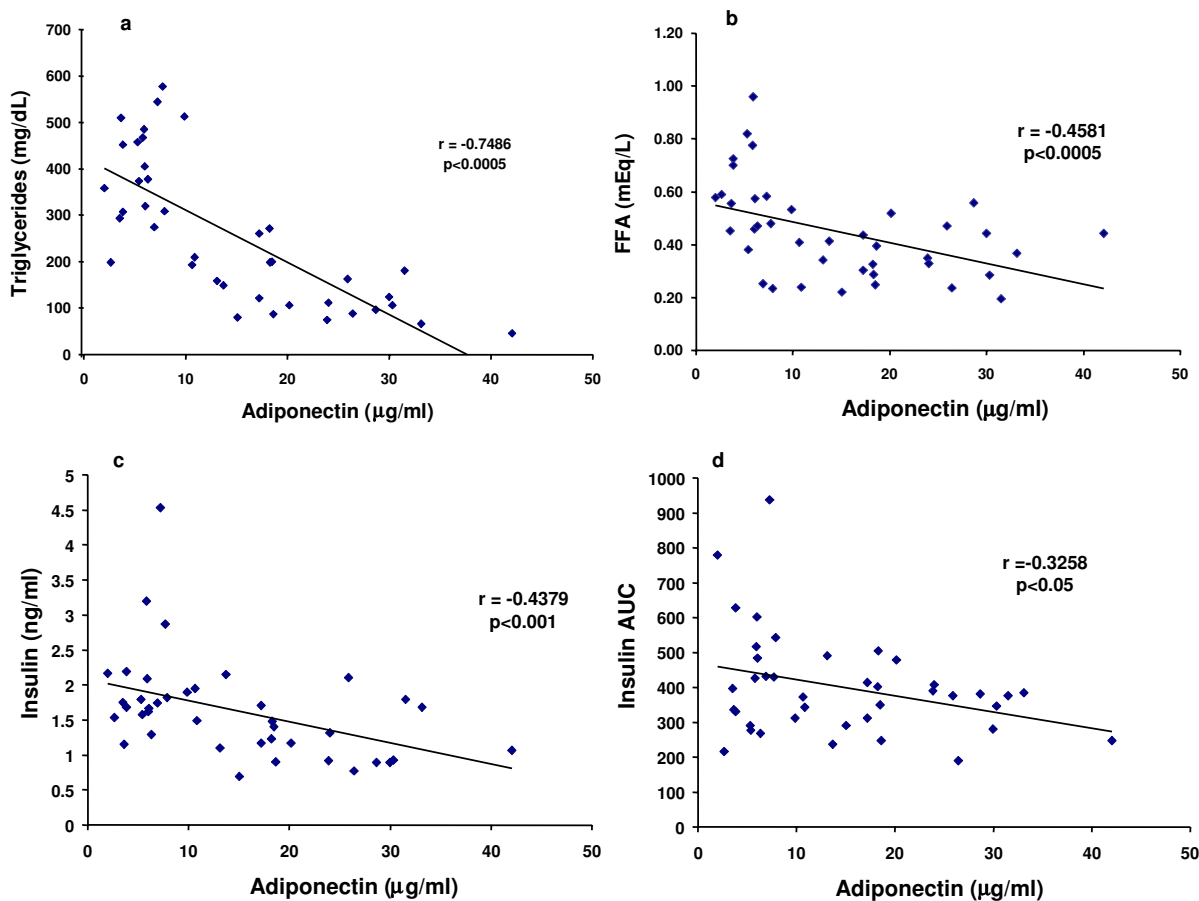 a
Triglycerides (mg/dL)
700
600
500
400
300
200
100
0
r = -0.7486
p<0.0005
0 10 20 30 40 50
Adiponectin (μg/ml)
b
FFA (mEq/L)
1.20
1.00
0.80
0.60
0.40
0.20
0.00
r = -0.4581
p<0.0005
0 10 20 30 40 50
Adiponectin (μg/ml)
c
Insulin (ng/ml)
5
4.5
4
3.5
3
2.5
2
1.5
1
0.5
0
r = -0.4379
p<0.001
0 10 20 30 40 50
Adiponectin (μg/ml)
d
Insulin AUC
1000
900
800
700
600
500
400
300
200
100
0
r =-0.3258
p<0.05
0 10 20 30 40 50
Adiponectin (μg/ml)